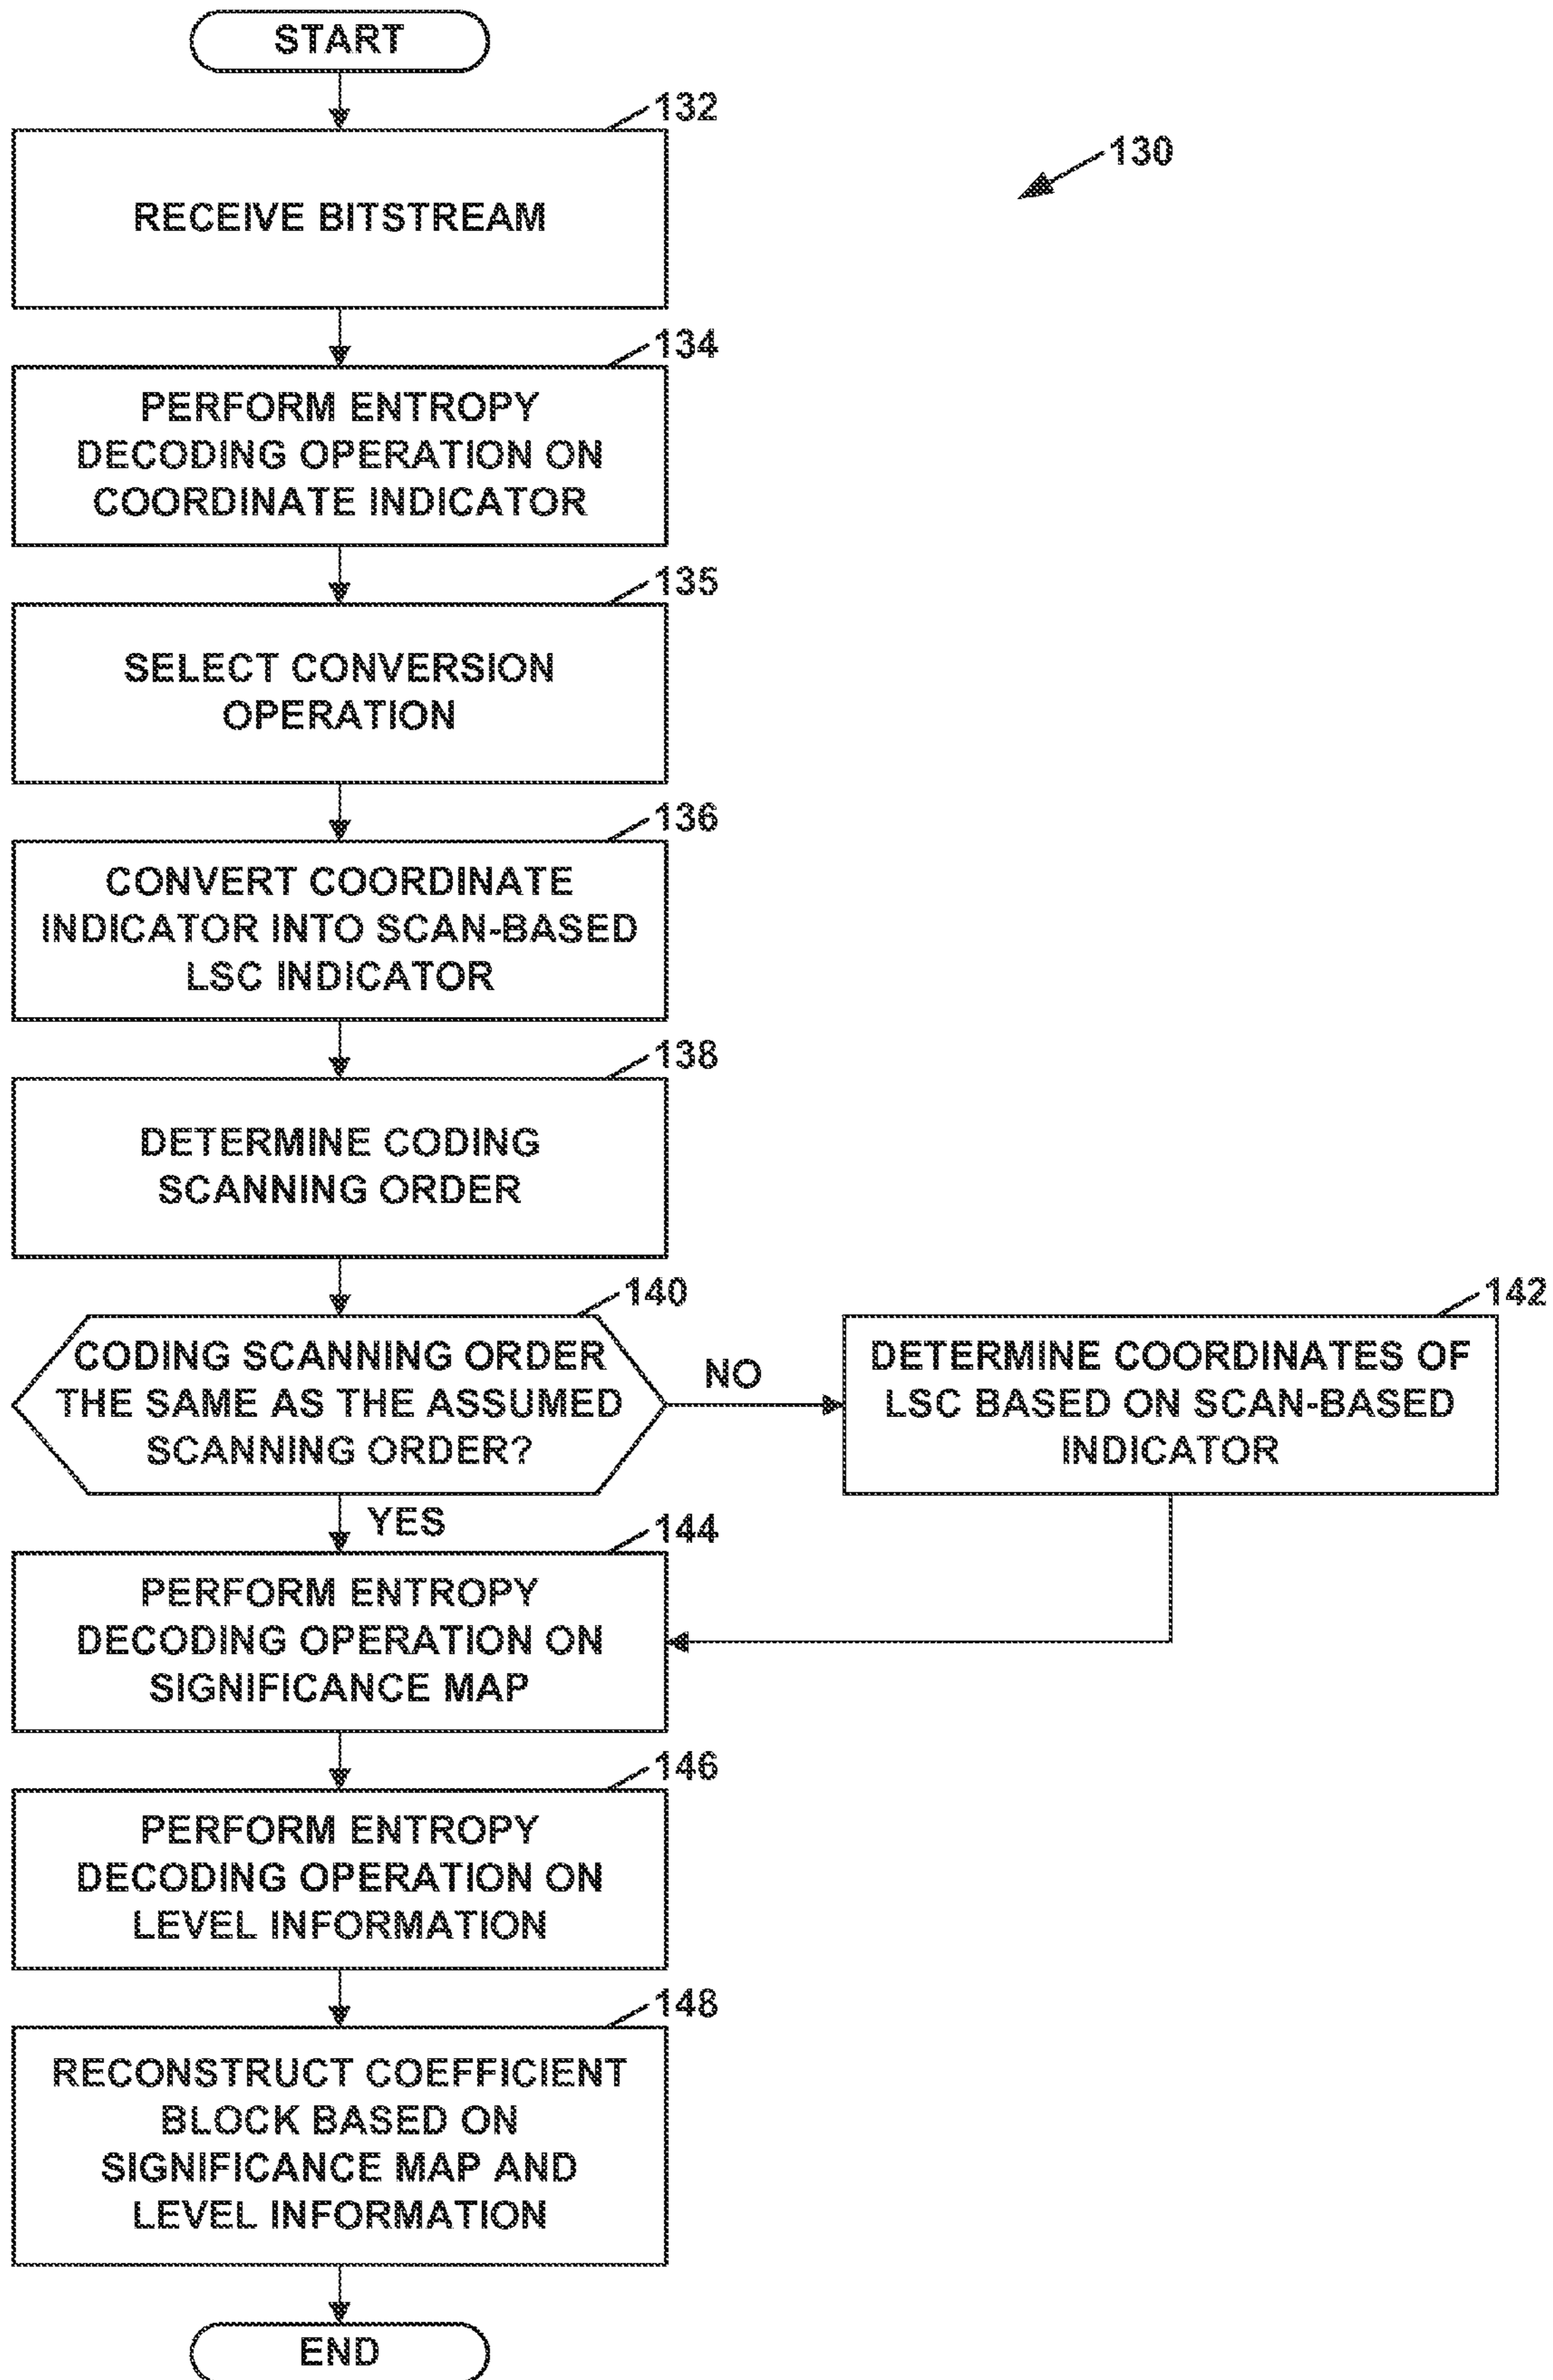 START
132
130
RECEIVE BITSTREAM
134
PERFORM ENTROPY
DECODING OPERATION ON
COORDINATE INDICATOR
135
SELECT CONVERSION
OPERATION
136
CONVERT COORDINATE
INDICATOR INTO SCAN-BASED
LSC INDICATOR
138
DETERMINE CODING
SCANNING ORDER
140
CODING SCANNING ORDER
THE SAME AS THE ASSUMED
SCANNING ORDER?
NO
142
DETERMINE COORDINATES OF
LSC BASED ON SCAN-BASED
INDICATOR
YES
144
PERFORM ENTROPY
DECODING OPERATION ON
SIGNIFICANCE MAP
146
PERFORM ENTROPY
DECODING OPERATION ON
LEVEL INFORMATION
148
RECONSTRUCT COEFFICIENT
BLOCK BASED ON
SIGNIFICANCE MAP AND
LEVEL INFORMATION
END